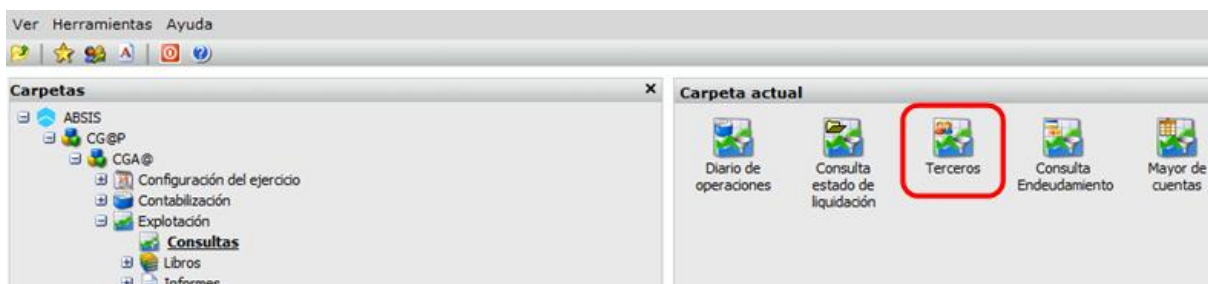 Ver Herramientas Ayuda
Carpetas
ABSIS
CG@P
CGA@
Configuración del ejercicio
Contabilización
Explotación
Consultas
Libros
Informes
Carpeta actual
Diario de
operaciones
Consulta
estado de
liquidación
Terceros
Consulta
Endeudamiento
Mayor de
cuentas